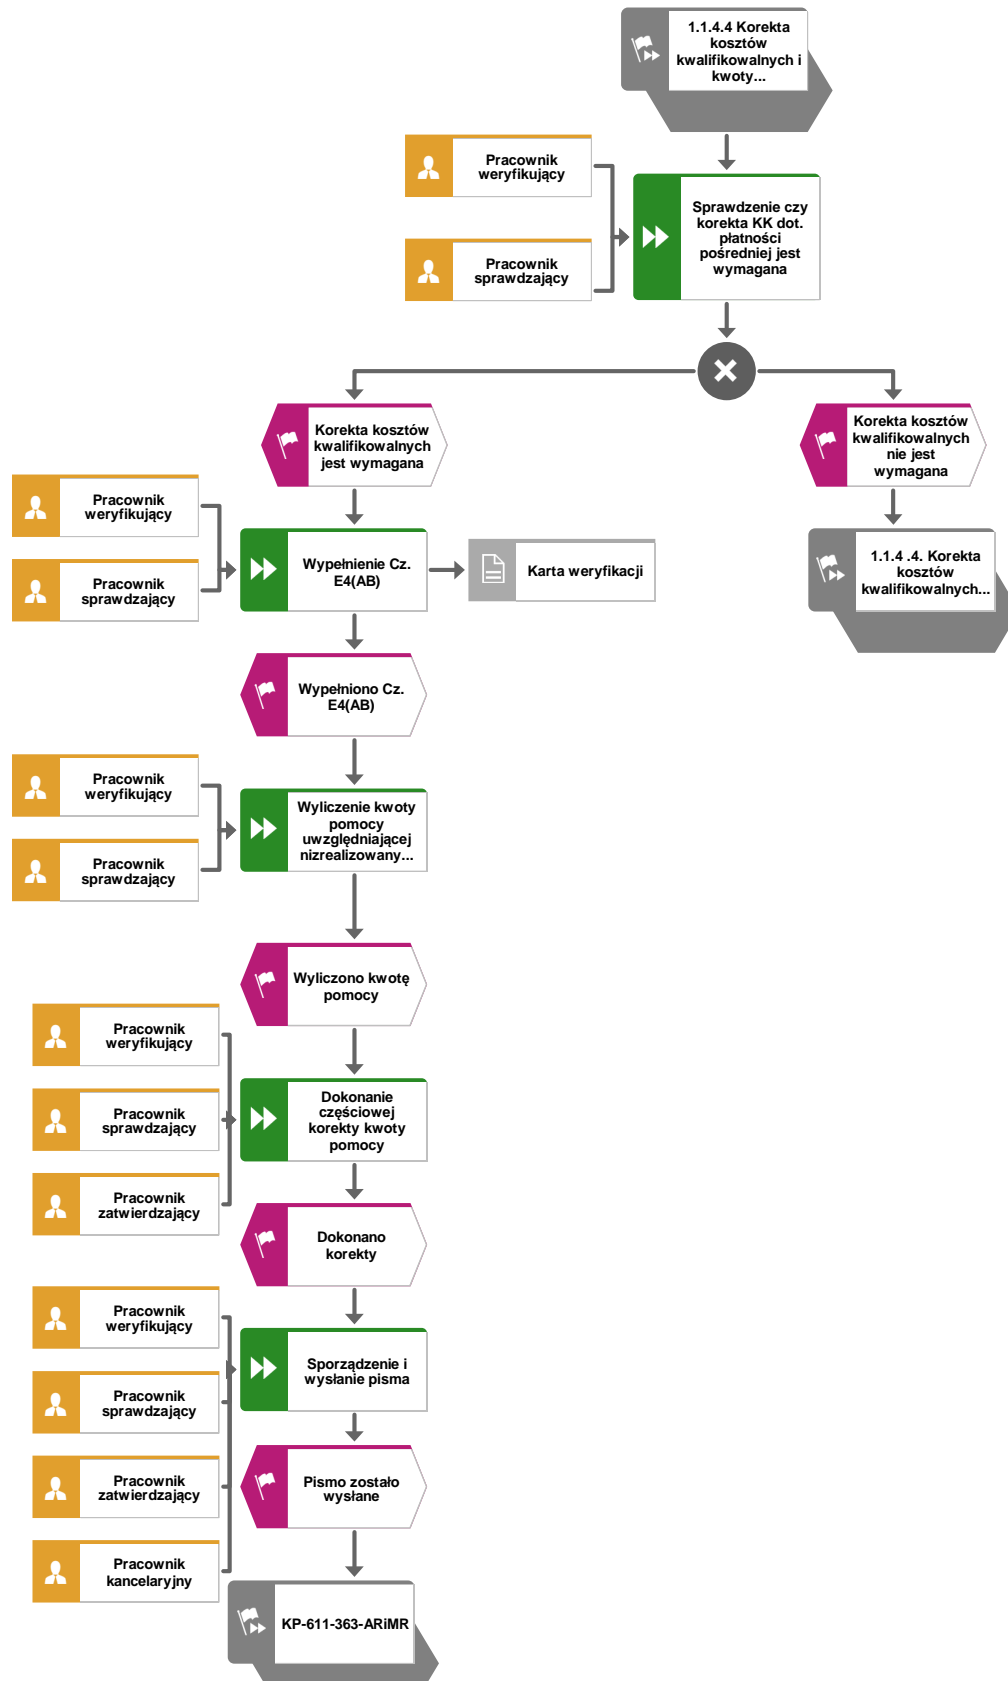 1.1.4.4 Korekta
kosztów
kwalifikowalnych i
kwoty...
Pracownik
weryfikujący
Pracownik
sprawdzający
Sprawdzenie czy
korekta KK dot.
płatności
pośredniej jest
wymagana
Korekta kosztów
kwalifikowalnych
jest wymagana
Korekta kosztów
kwalifikowalnych
nie jest
wymagana
Pracownik
weryfikujący
Pracownik
sprawdzający
Wypełnienie Cz.
E4(AB)
Karta weryfikacji
1.1.4 .4. Korekta
kosztów
kwalifikowalnych...
Wypełniono Cz.
E4(AB)
Pracownik
weryfikujący
Pracownik
sprawdzający
Wyliczenie kwoty
pomocy
uwzględniającej
nizrealizowany...
Wyliczono kwotę
pomocy
Pracownik
weryfikujący
Pracownik
sprawdzający
Pracownik
zatwierdzający
Dokonanie
częściowej
korekty kwoty
pomocy
Dokonano
korekty
Pracownik
weryfikujący
Pracownik
sprawdzający
Pracownik
zatwierdzający
Pracownik
kancelaryjny
Sporządzenie i
wysłanie pisma
Pismo zostało
wysłane
KP-611-363-ARiMR